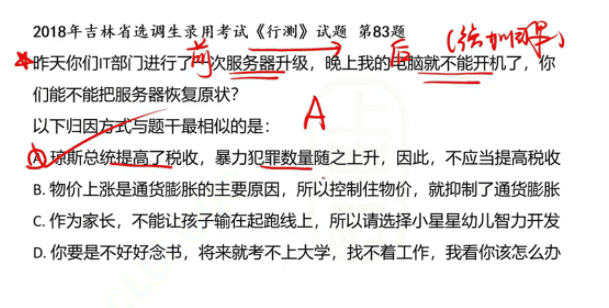 2018年吉林省选调生录用考试《行测》试题 第83题
(强加因果)
昨天你们IT部门进行了一次服务器升级，晚上我的电脑就不能开机了，你
前 后
们能不能把服务器恢复原状？
以下归因方式与题干最相似的是：
A
A. 琼斯总统提高了税收，暴力犯罪数量随之上升，因此，不应当提高税收
B. 物价上涨是通货膨胀的主要原因，所以控制住物价，就抑制了通货膨胀
C. 作为家长，不能让孩子输在起跑线上，所以请选择小星星幼儿智力开发
D. 你要是不好好念书，将来就考不上大学，找不着工作，我看你该怎么办